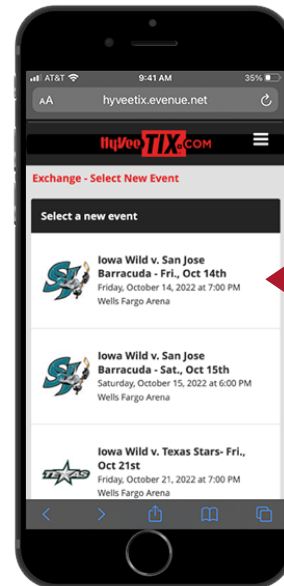 AT&T 9:41 AM 35%
AA hyveetix.evenue.net
HyVeeTIX.COM
Exchange - Select New Event
Select a new event
Iowa Wild v. San Jose
Barracuda - Fri., Oct 14th
Friday, October 14, 2022 at 7:00 PM
Wells Fargo Arena
Iowa Wild v. San Jose
Barracuda - Sat., Oct 15th
Saturday, October 15, 2022 at 6:00 PM
Wells Fargo Arena
TEXAS
Iowa Wild v. Texas Stars- Fri.,
Oct 21st
Friday, October 21, 2022 at 7:00 PM
Wells Fargo Arena